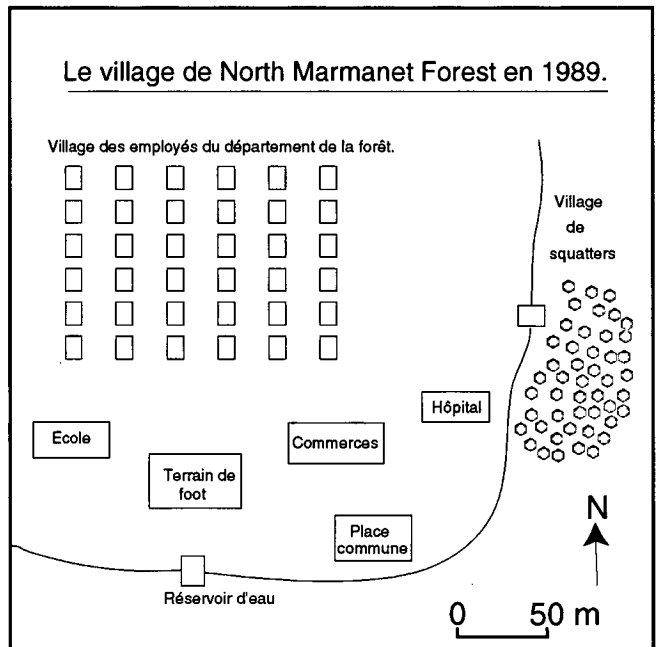 Le village de North Marmanet Forest en 1989.
Village des employés du département de la forêt.
Village
de
squatters
Hôpital
Ecole
Commerces
Terrain de
foot
Place
commune
N
Réservoir d'eau
0 50 m